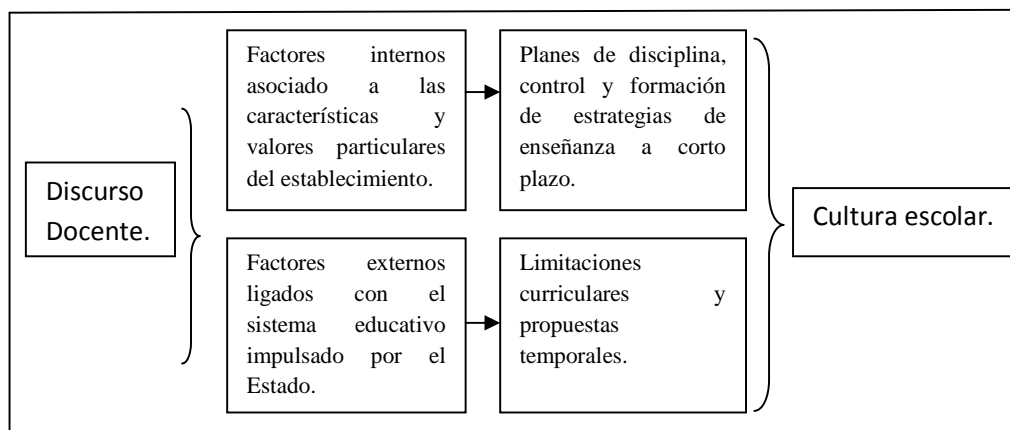 Discurso
Docente.
Factores internos
asociado a las
características y
valores particulares
del establecimiento.
Planes de disciplina,
control y formación
de estrategias de
enseñanza a corto
plazo.
Factores externos
ligados con el
sistema educativo
impulsado por el
Estado.
Limitaciones
curriculares y
propuestas
temporales.
Cultura escolar.